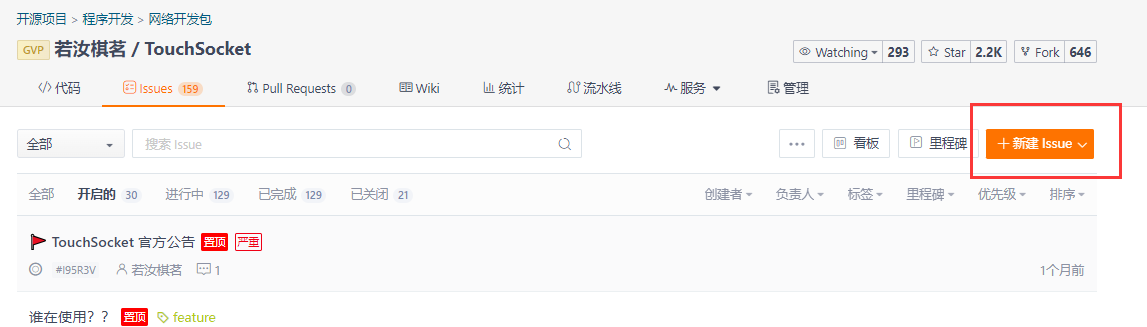 开源项目 > 程序开发 > 网络开发包
GVP 若汝棋茗 / TouchSocket
Watching 293 Star 2.2K Fork 646
代码 Issues 159 Pull Requests 0 Wiki 统计 流水线 服务 管理
全部 搜索 Issue ··· 看板 里程碑 + 新建 Issue
全部 开启的 30 进行中 129 已完成 129 已关闭 21 创建者 负责人 标签 里程碑 优先级 排序
TouchSocket 官方公告 置顶 严重
#I95R3V 若汝棋茗 1 1个月前
谁在使用？？ 置顶 feature